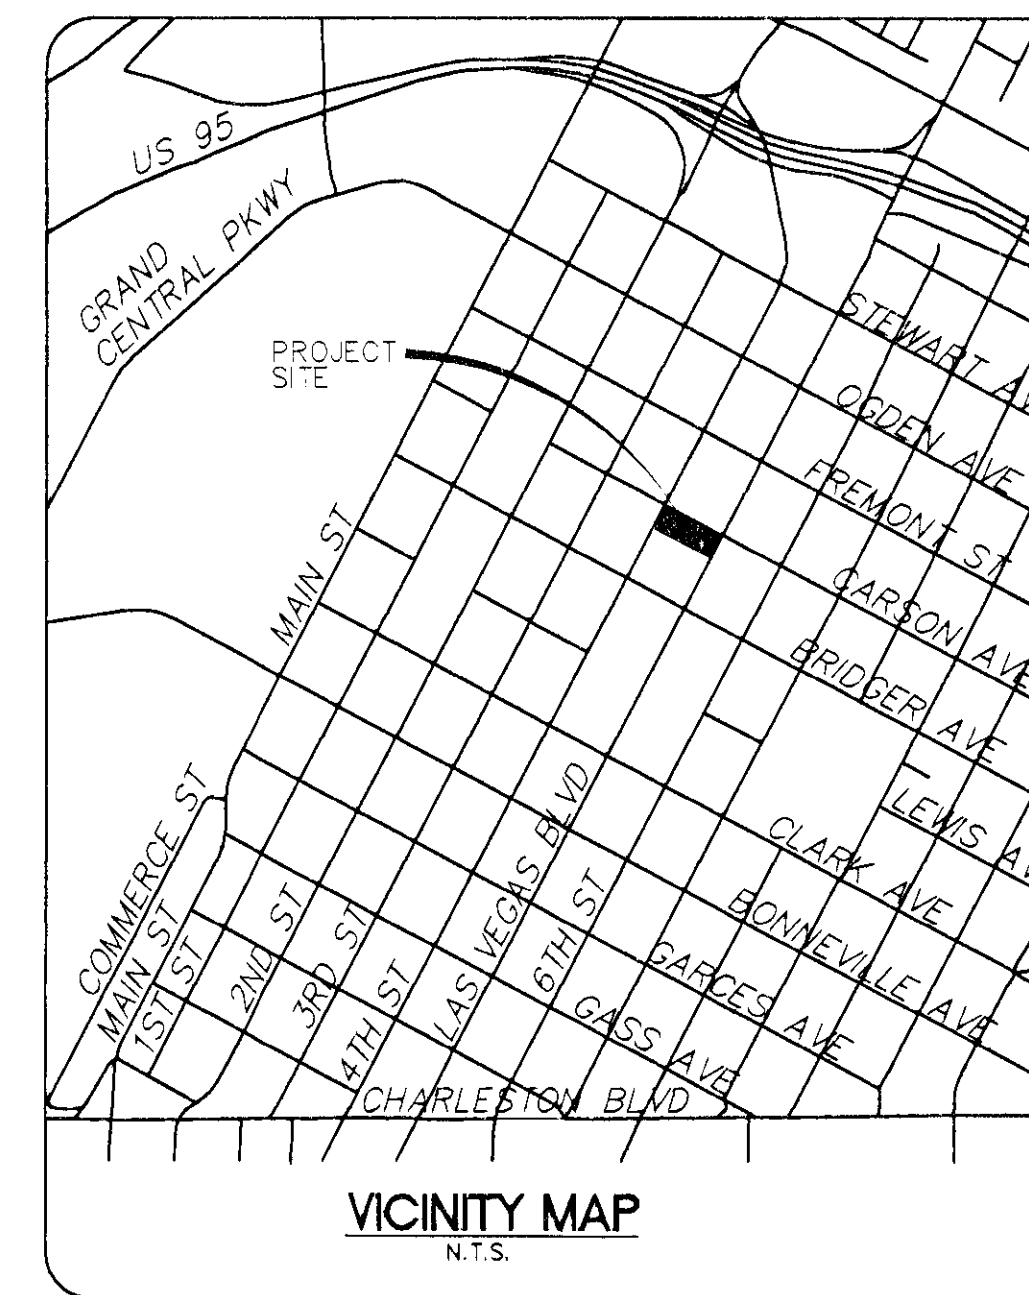 US 95
GRAND
CENTRAL PKWY
PROJECT
SITE
STEWART AV
OGDEN AVE
FREMONT ST
CARSON AVE
BRIDGER AVE
LEWIS AV
CLARK AVE
BONNEVILLE AVE
GARCES AVE
GASS AVE
MAIN ST
COMMERCE ST
MAIN ST
1ST ST
2ND ST
3RD ST
4TH ST
LAS VEGAS BLVD
6TH ST
CHARLESTON BLVD
VICINITY MAP
N.T.S.